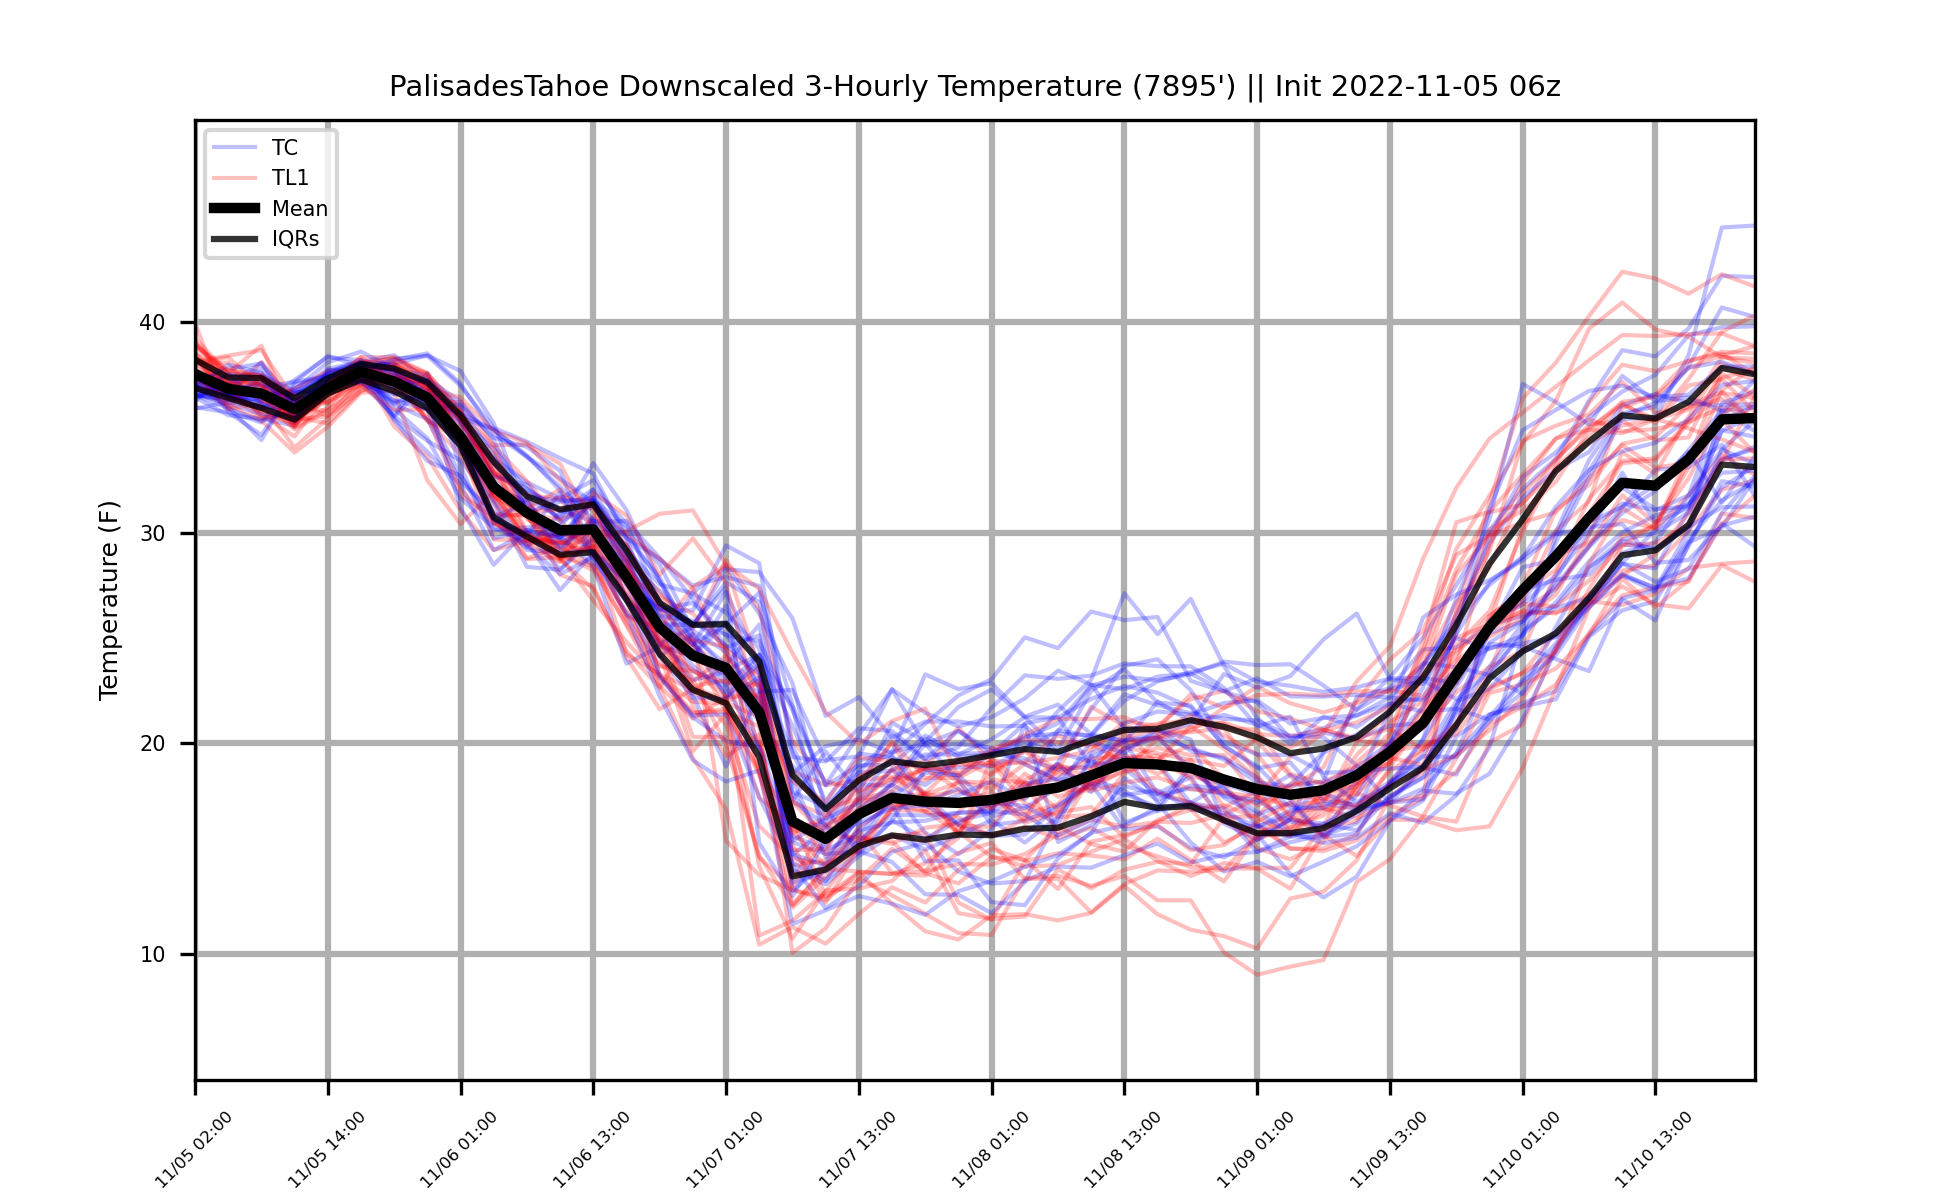 PalisadesTahoe Downscaled 3-Hourly Temperature (7895') || Init 2022-11-05 06z
TC
TL1
Mean
IQRs
Temperature (F)
40
30
20
10
11/05 02:00
11/05 14:00
11/06 01:00
11/06 13:00
11/07 01:00
11/07 13:00
11/08 01:00
11/08 13:00
11/09 01:00
11/09 13:00
11/10 01:00
11/10 13:00